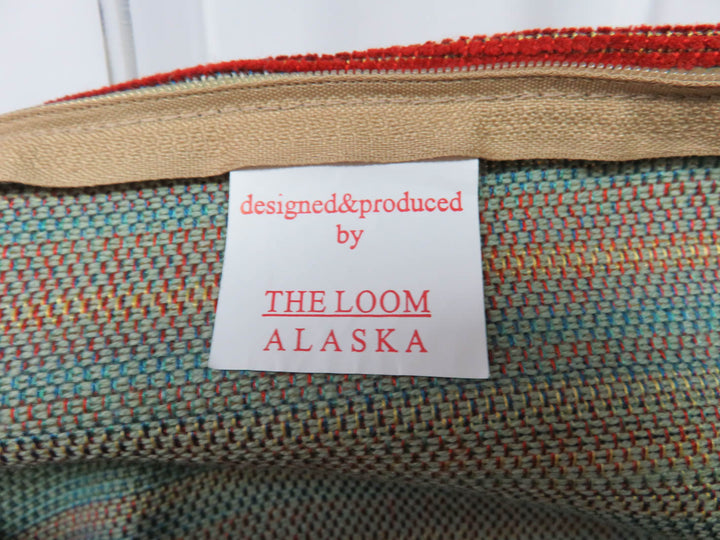 designed&produced
by
THE LOOM
ALASKA